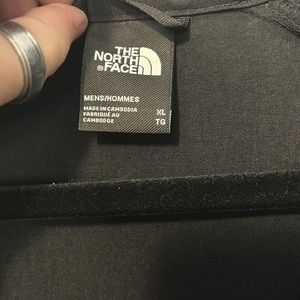 THE
NORTH
FACE
MENS/HOMMES
MADE IN CAMBODIA
FABRIQUÉ AU
CAMBODGE
XL
TG